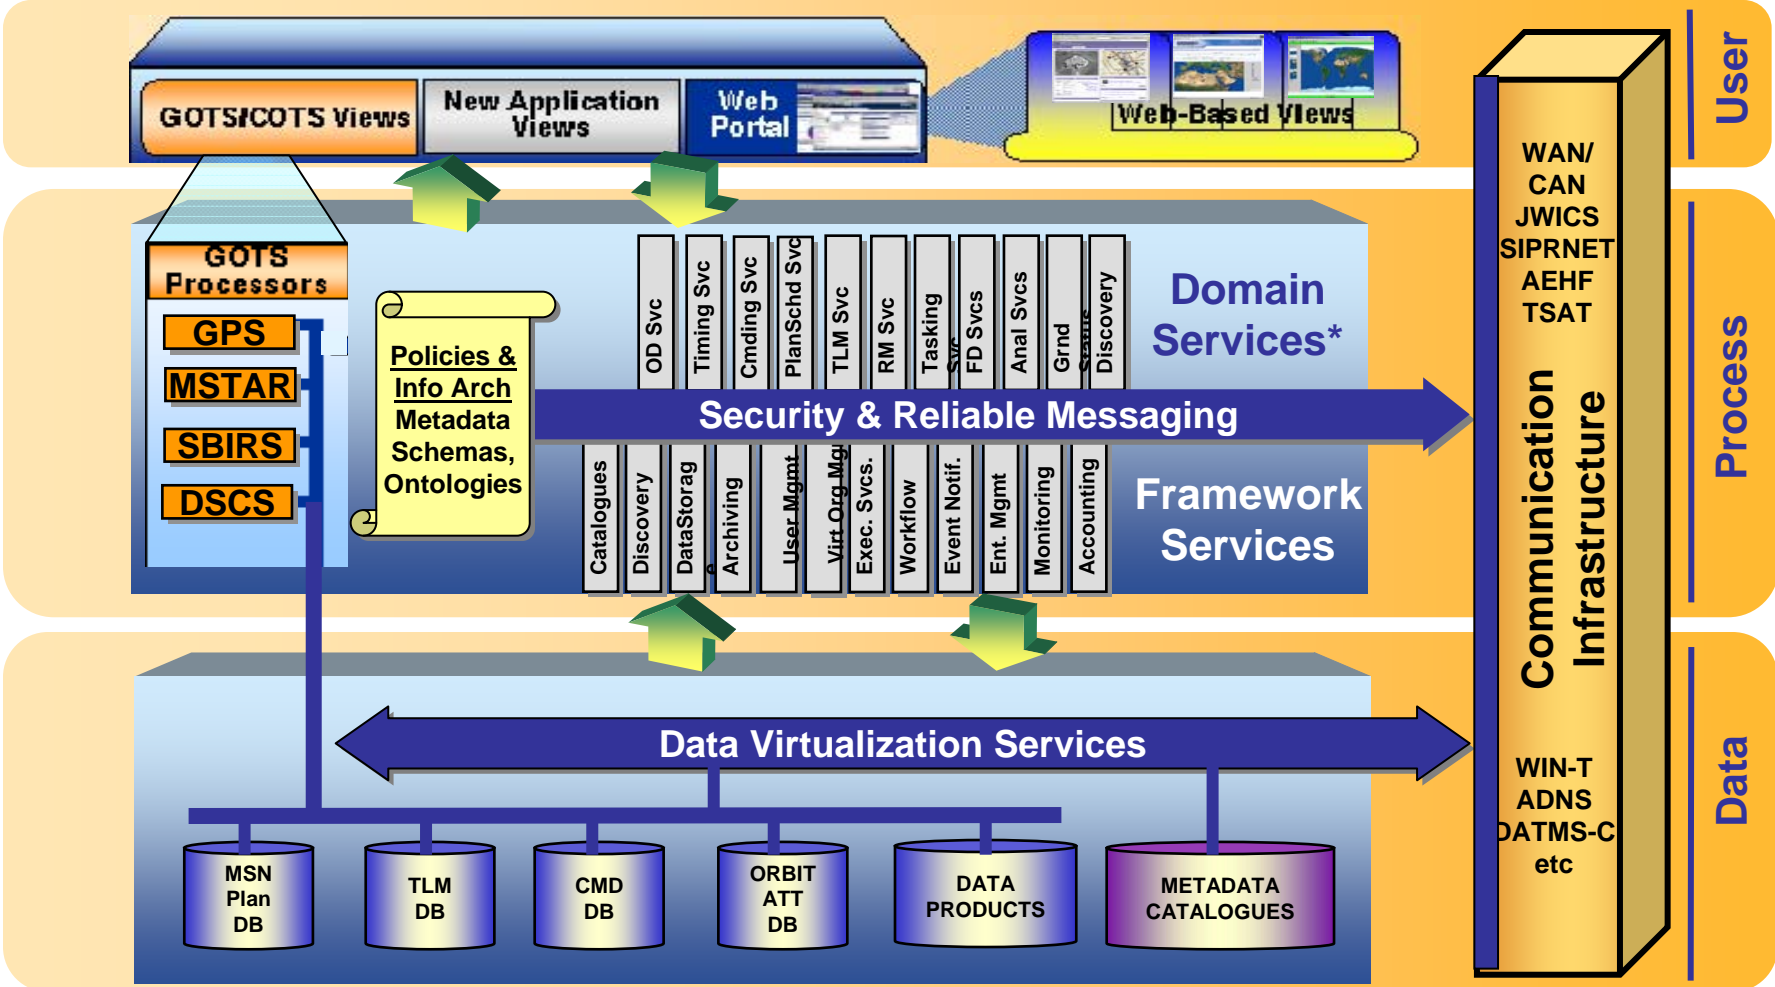 GOTS/COTS Views
New Application
Views
Web
Portal
Web-Based Views
User
GOTS
Processors
GPS
MSTAR
SBIRS
DSCS
Policies &
Info Arch
Metadata
Schemas,
Ontologies
OD Svc
Timing Svc
Cmding Svc
PlanSchd Svc
TLM Svc
RM Svc
Tasking
Svc
FD Svcs
Anal Svcs
Grnd
Status
Discovery
Domain
Services*
Security & Reliable Messaging
Catalogues
Discovery
DataStorag
e
Archiving
User Mgmt
Virt Org Mgm
Exec. Svcs.
Workflow
Event Notif.
Ent. Mgmt
Monitoring
Accounting
Framework
Services
Process
WAN/
CAN
JWICS
SIPRNET
AEHF
TSAT
Communication
Infrastructure
WIN-T
ADNS
DATMS-C
etc
Data Virtualization Services
MSN
Plan
DB
TLM
DB
CMD
DB
ORBIT
ATT
DB
DATA
PRODUCTS
METADATA
CATALOGUES
Data